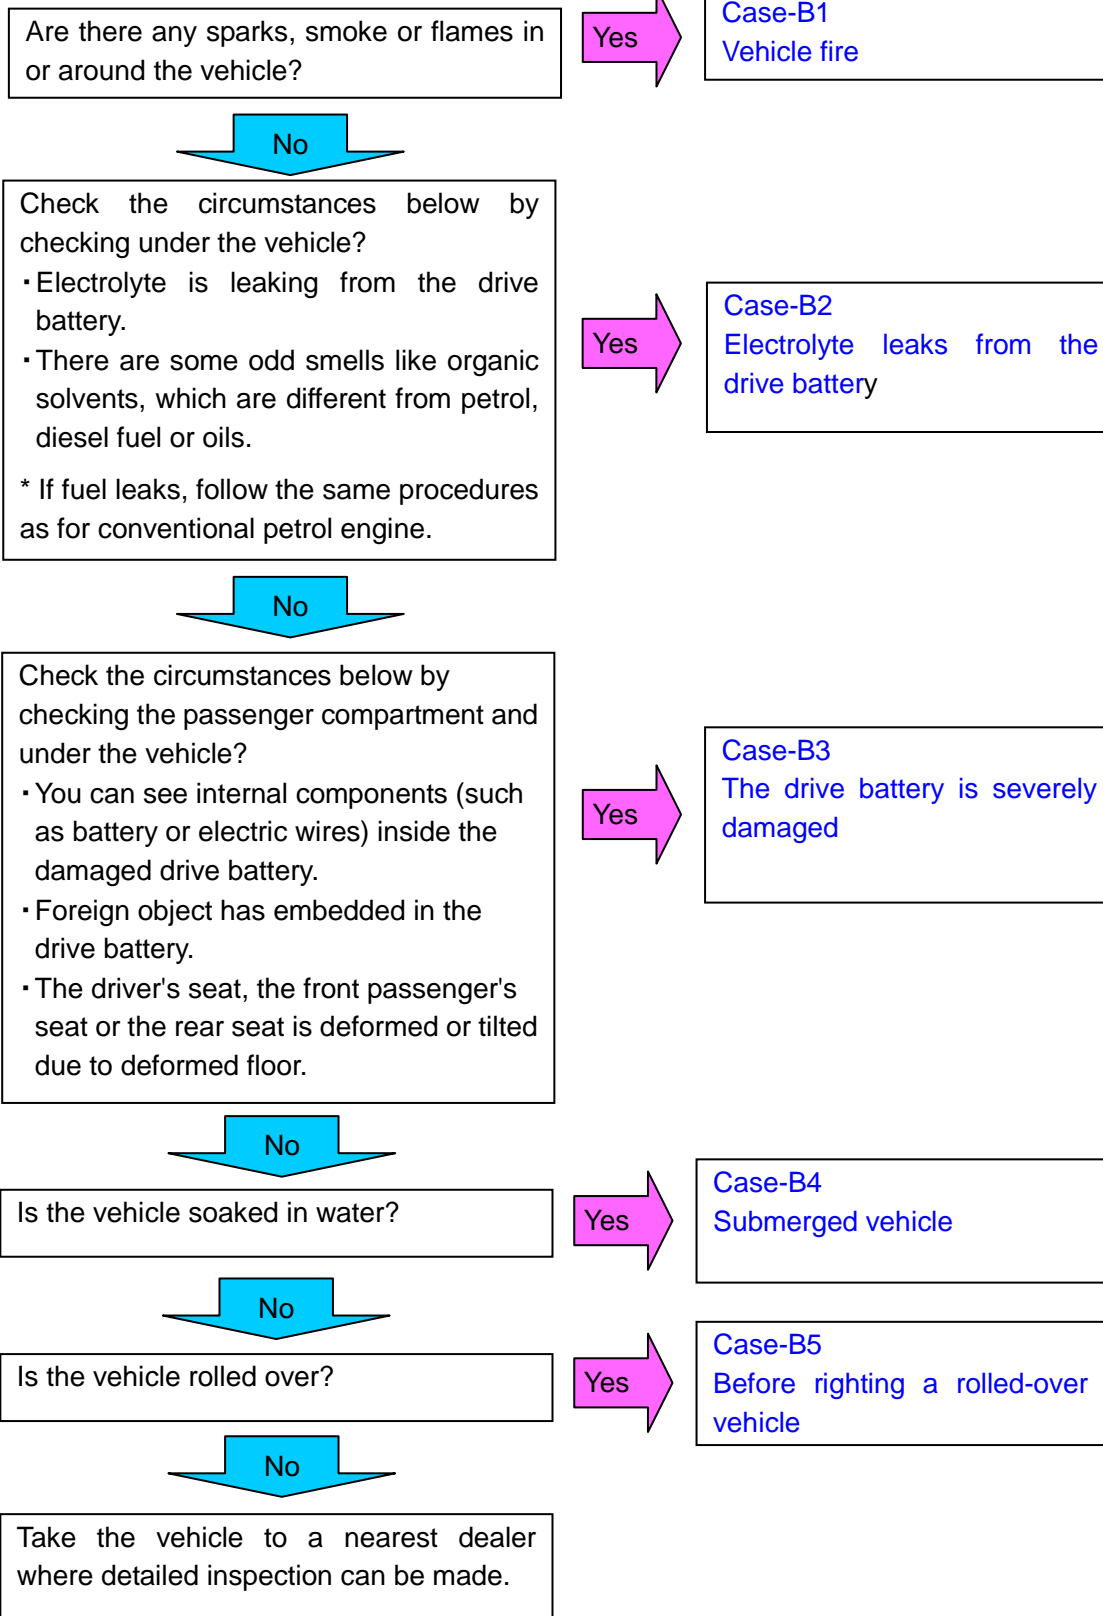 Are there any sparks, smoke or flames in
or around the vehicle?
Yes
Case-B1
Vehicle fire
No
Check the circumstances below by
checking under the vehicle?
・Electrolyte is leaking from the drive
battery.
・There are some odd smells like organic
solvents, which are different from petrol,
diesel fuel or oils.
* If fuel leaks, follow the same procedures
as for conventional petrol engine.
Yes
Case-B2
Electrolyte leaks from the
drive battery
No
Check the circumstances below by
checking the passenger compartment and
under the vehicle?
・You can see internal components (such
as battery or electric wires) inside the
damaged drive battery.
・Foreign object has embedded in the
drive battery.
・The driver's seat, the front passenger's
seat or the rear seat is deformed or tilted
due to deformed floor.
Yes
Case-B3
The drive battery is severely
damaged
No
Is the vehicle soaked in water?
Yes
Case-B4
Submerged vehicle
No
Is the vehicle rolled over?
Yes
Case-B5
Before righting a rolled-over
vehicle
No
Take the vehicle to a nearest dealer
where detailed inspection can be made.